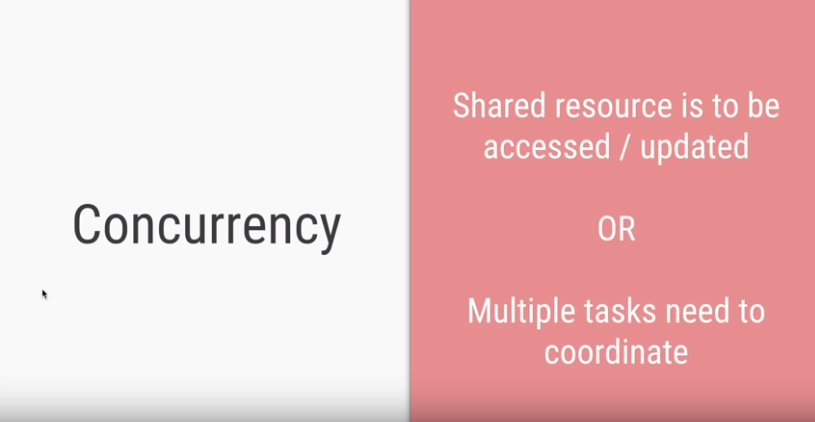 Concurrency
Shared resource is to be
accessed / updated
OR
Multiple tasks need to
coordinate